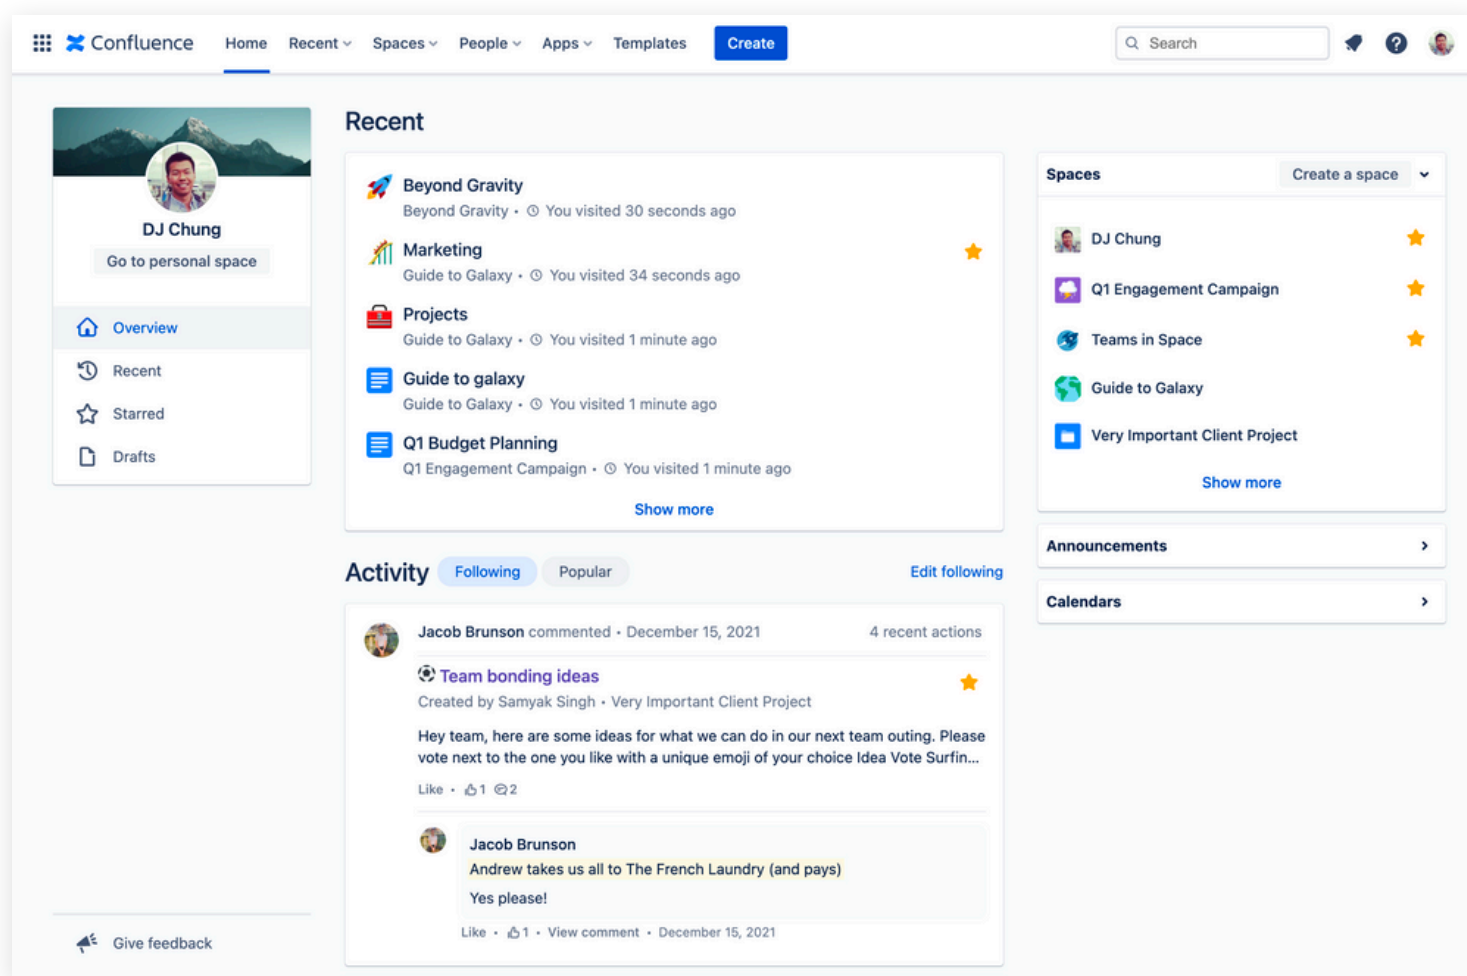 Confluence
Home
Recent
Spaces
People
Apps
Templates
Create
Search
DJ Chung
Go to personal space
Overview
Recent
Starred
Drafts
Give feedback
Recent
Beyond Gravity
Beyond Gravity • You visited 30 seconds ago
Marketing
Guide to Galaxy • You visited 34 seconds ago
Projects
Guide to Galaxy • You visited 1 minute ago
Guide to galaxy
Guide to Galaxy • You visited 1 minute ago
Q1 Budget Planning
Q1 Engagement Campaign • You visited 1 minute ago
Show more
Activity
Following
Popular
Edit following
Jacob Brunson commented • December 15, 2021
4 recent actions
Team bonding ideas
Created by Samyak Singh • Very Important Client Project
Hey team, here are some ideas for what we can do in our next team outing. Please
vote next to the one you like with a unique emoji of your choice Idea Vote Surfin...
Like • 1 2
Jacob Brunson
Andrew takes us all to The French Laundry (and pays)
Yes please!
Like • 1 • View comment • December 15, 2021
Spaces
Create a space
DJ Chung
Q1 Engagement Campaign
Teams in Space
Guide to Galaxy
Very Important Client Project
Show more
Announcements
Calendars